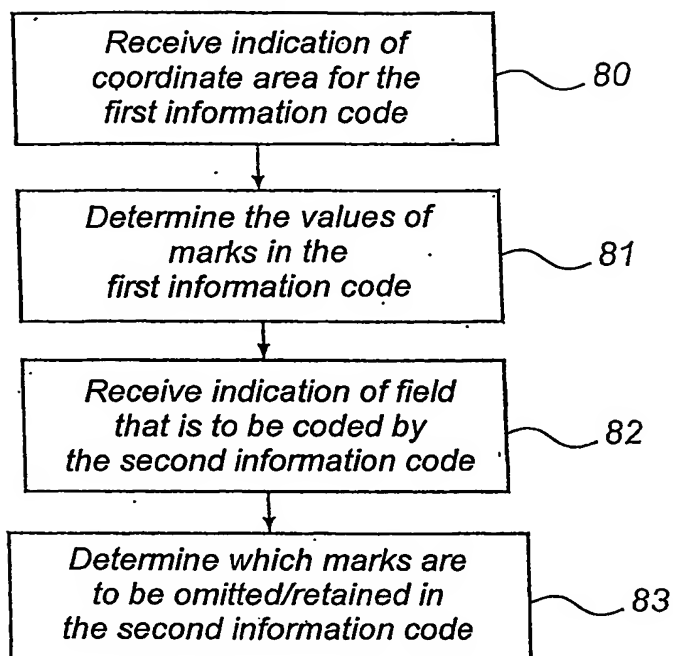 Receive indication of
coordinate area for the
first information code
80
Determine the values of
marks in the
first information code
81
Receive indication of field
that is to be coded by
the second information code
82
Determine which marks are
to be omitted/retained in
the second information code
83